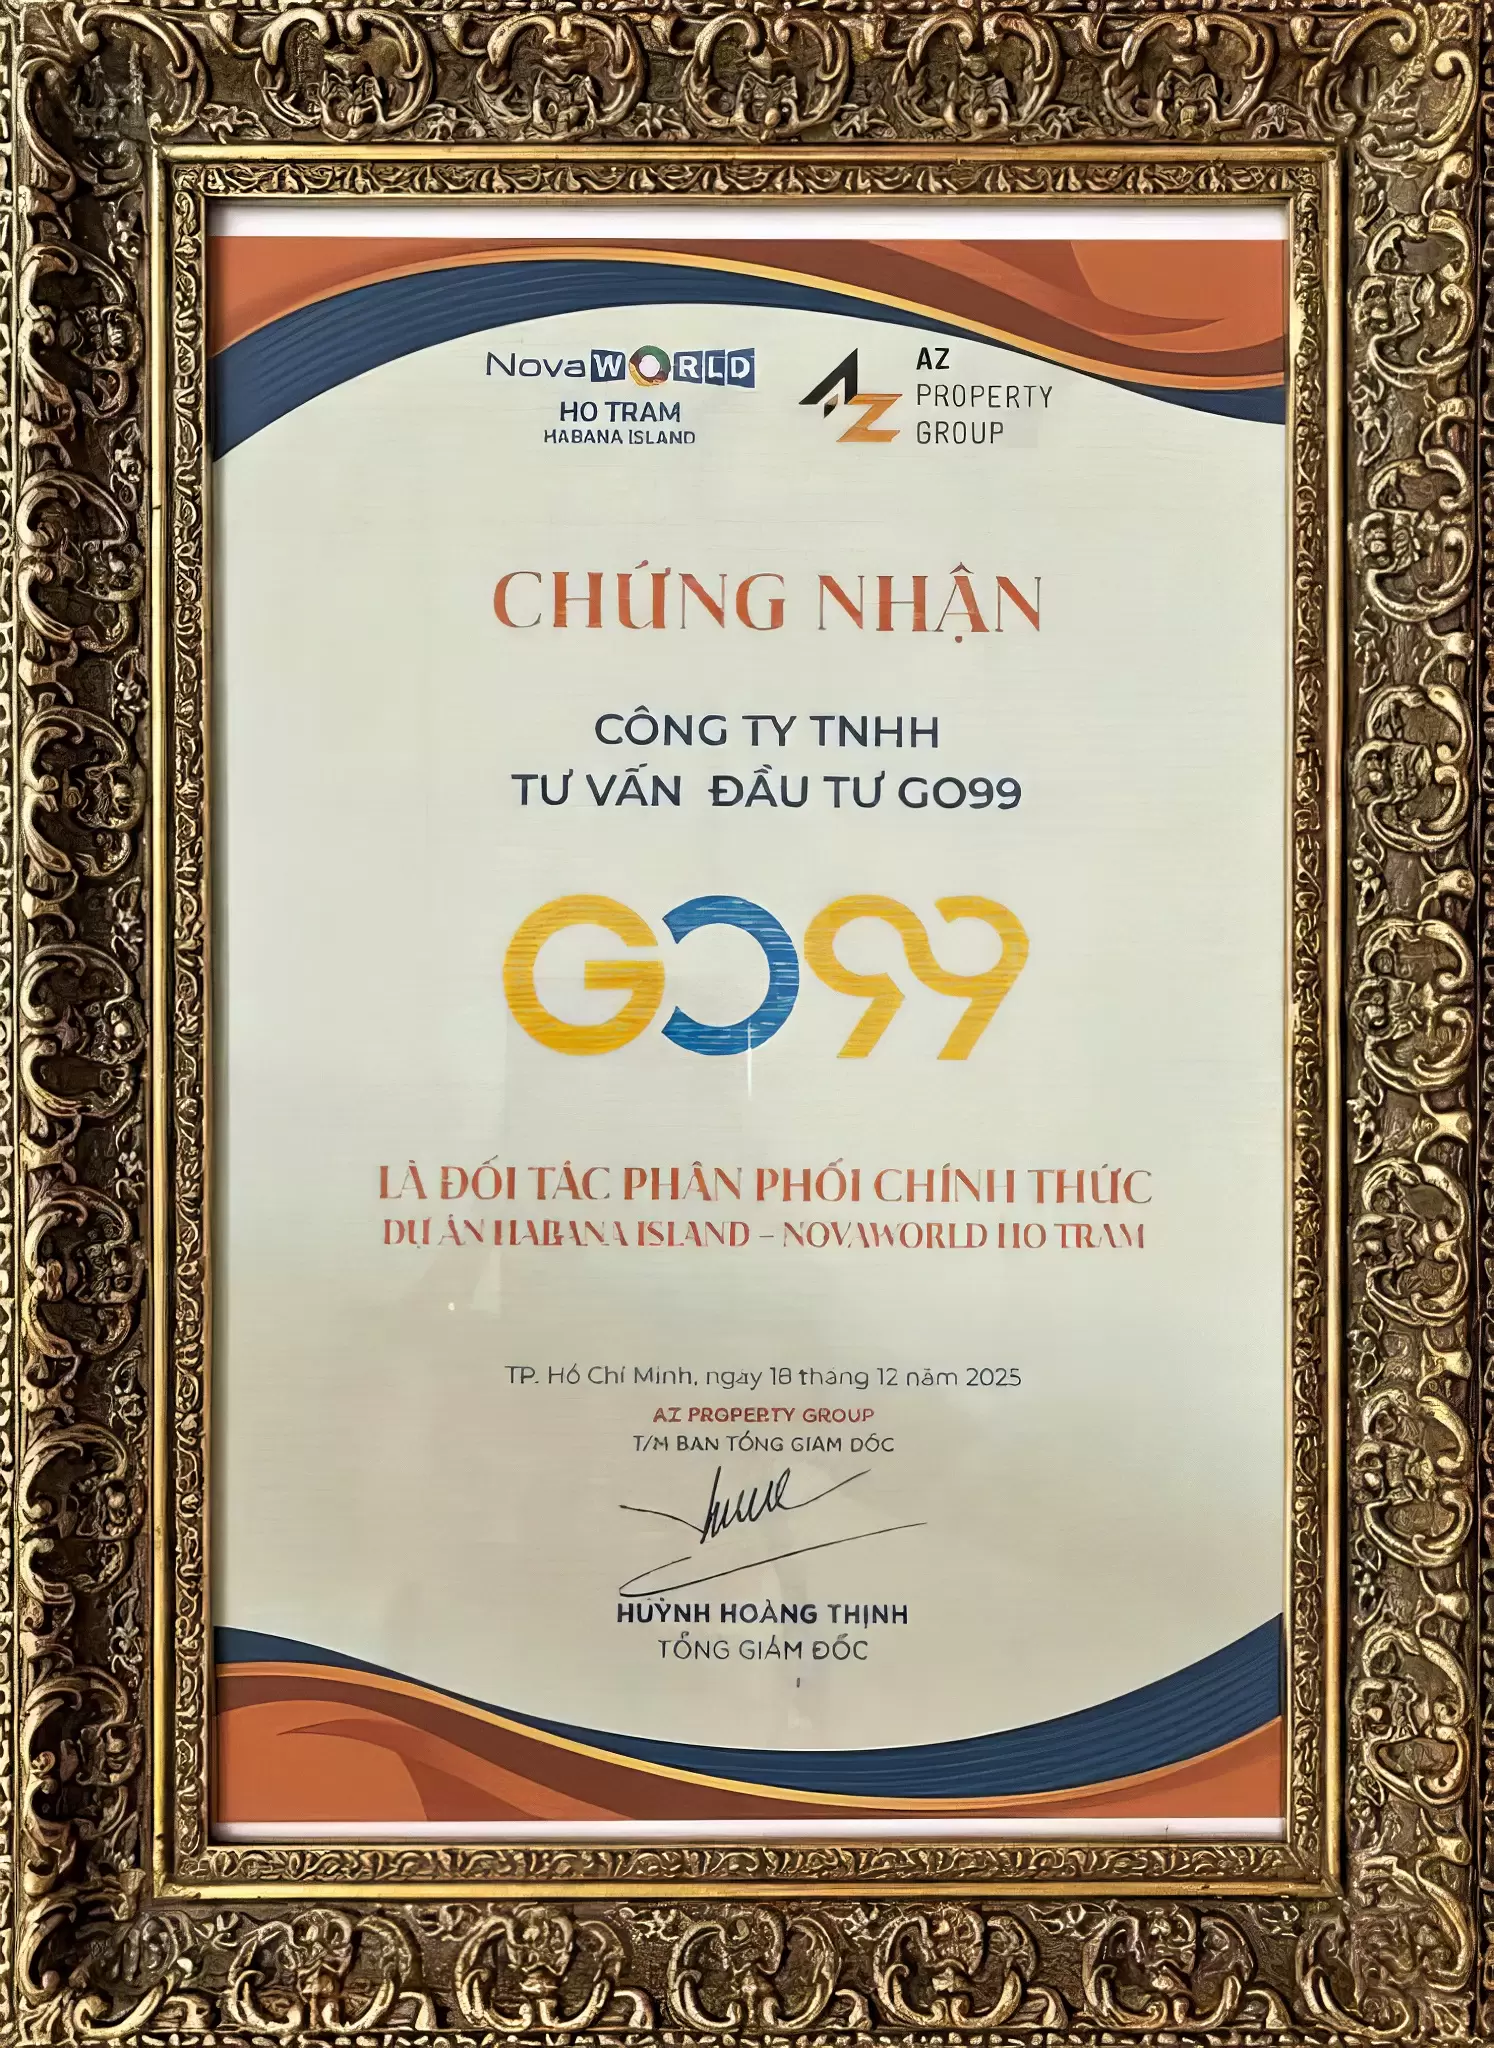 NovaWORLD
HO TRAM
HABANA ISLAND
AZ
PROPERTY
GROUP
CHỨNG NHẬN
CÔNG TY TNHH
TƯ VẤN ĐẦU TƯ GO99
GO99
LÀ ĐỐI TÁC PHÂN PHỐI CHÍNH THỨC
DỰ ÁN HABANA ISLAND – NOVAWORLD HO TRAM
TP. Hồ Chí Minh, ngày 18 tháng 12 năm 2025
AZ PROPERTY GROUP
T/M BAN TỔNG GIÁM ĐỐC
HUỲNH HOÀNG THỊNH
TỔNG GIÁM ĐỐC